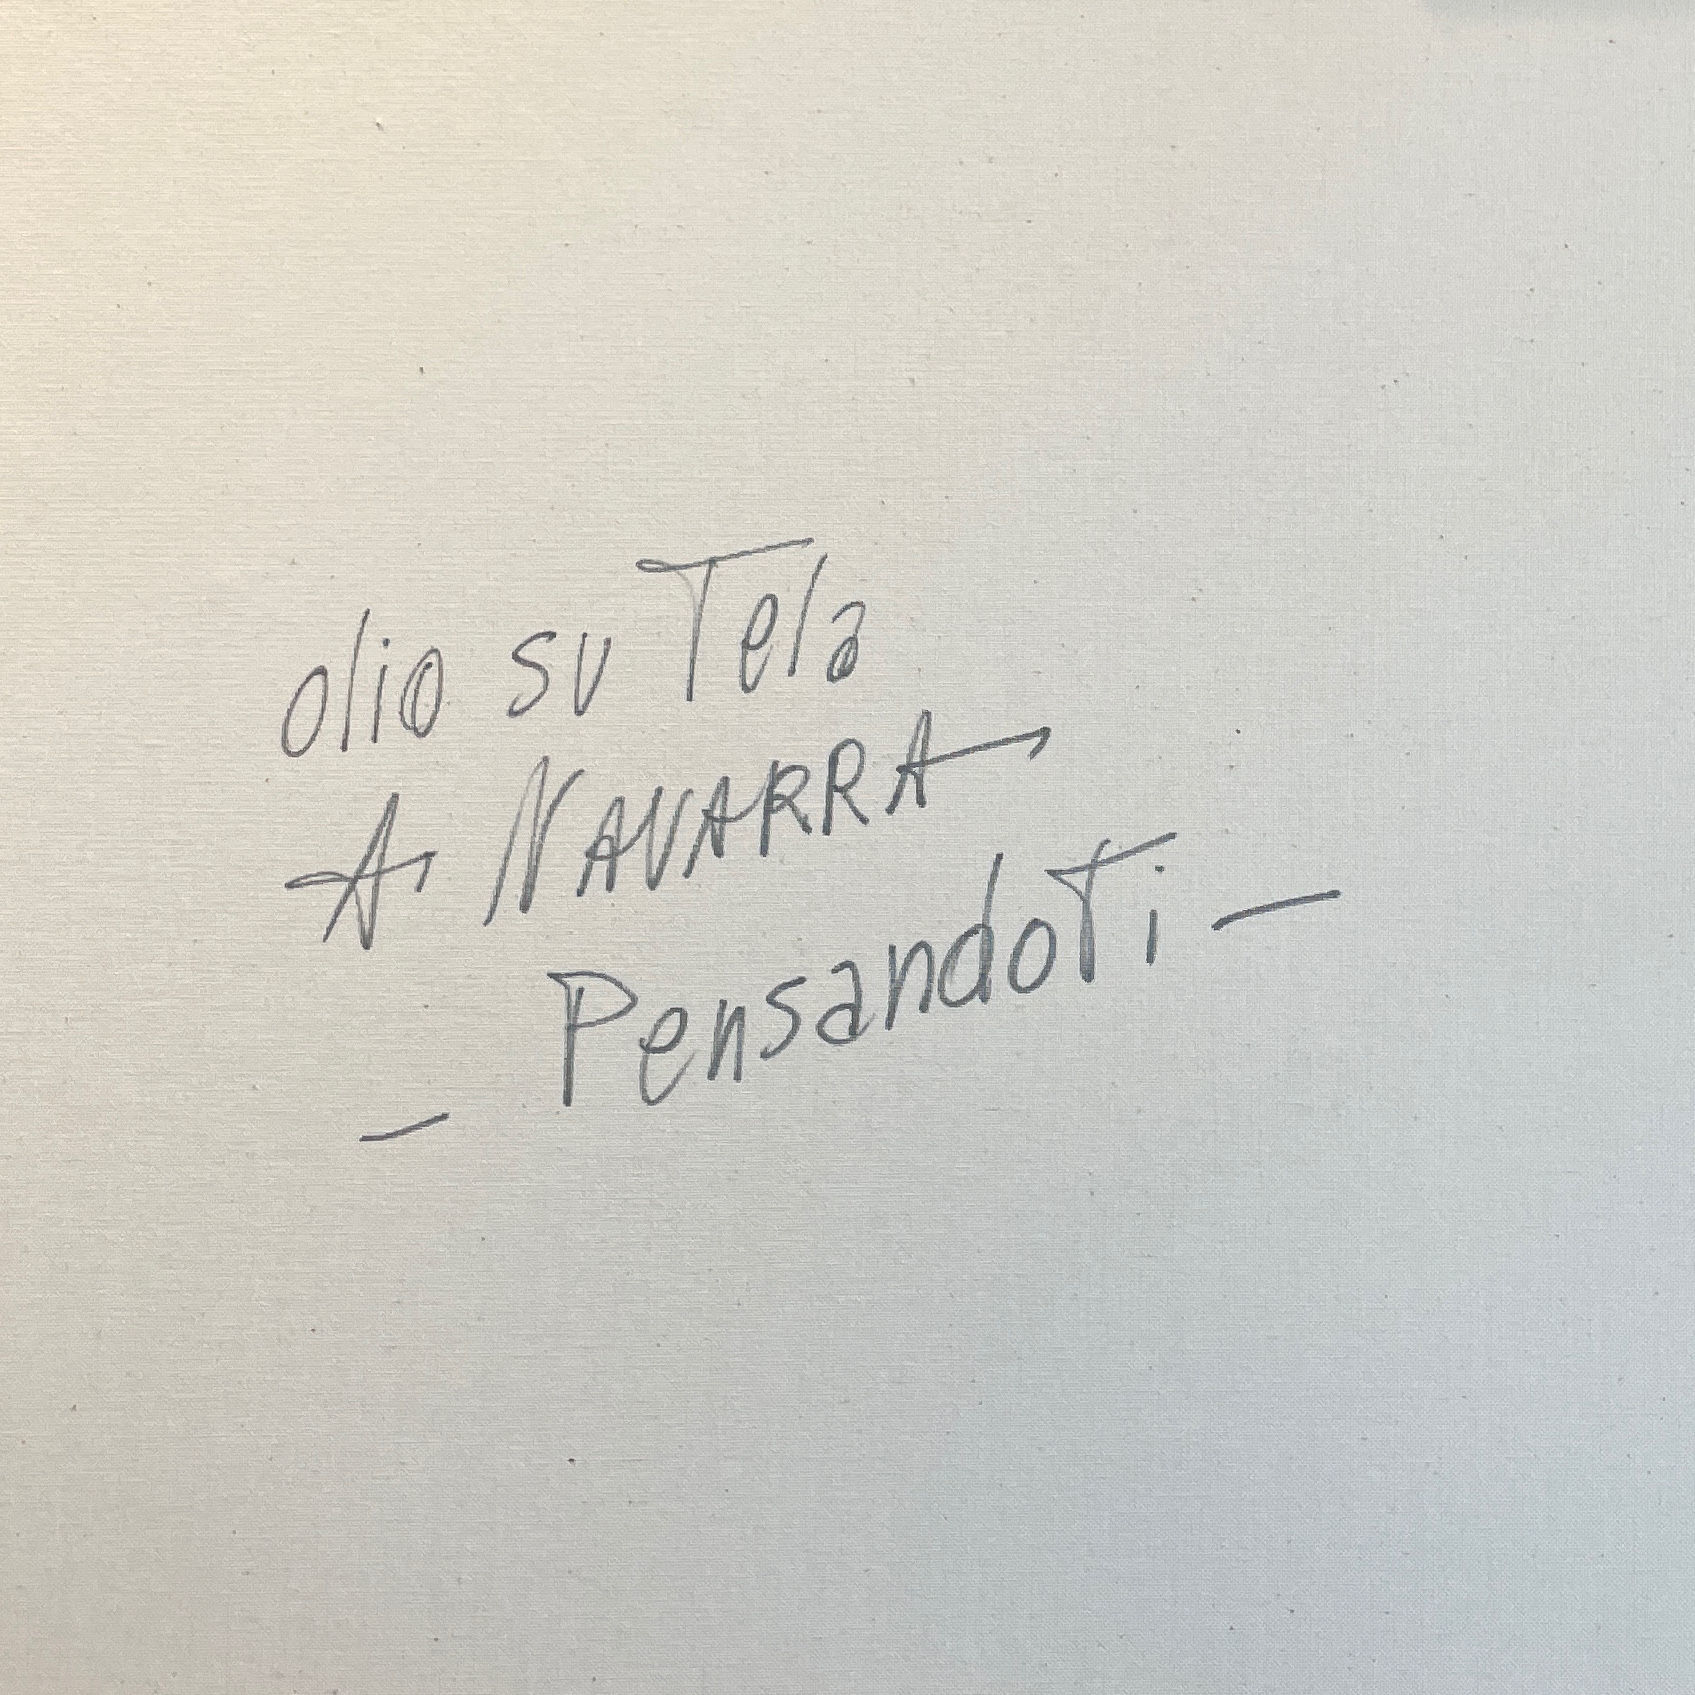 olio su Tela
A NAVARRA
– PensandoTi –